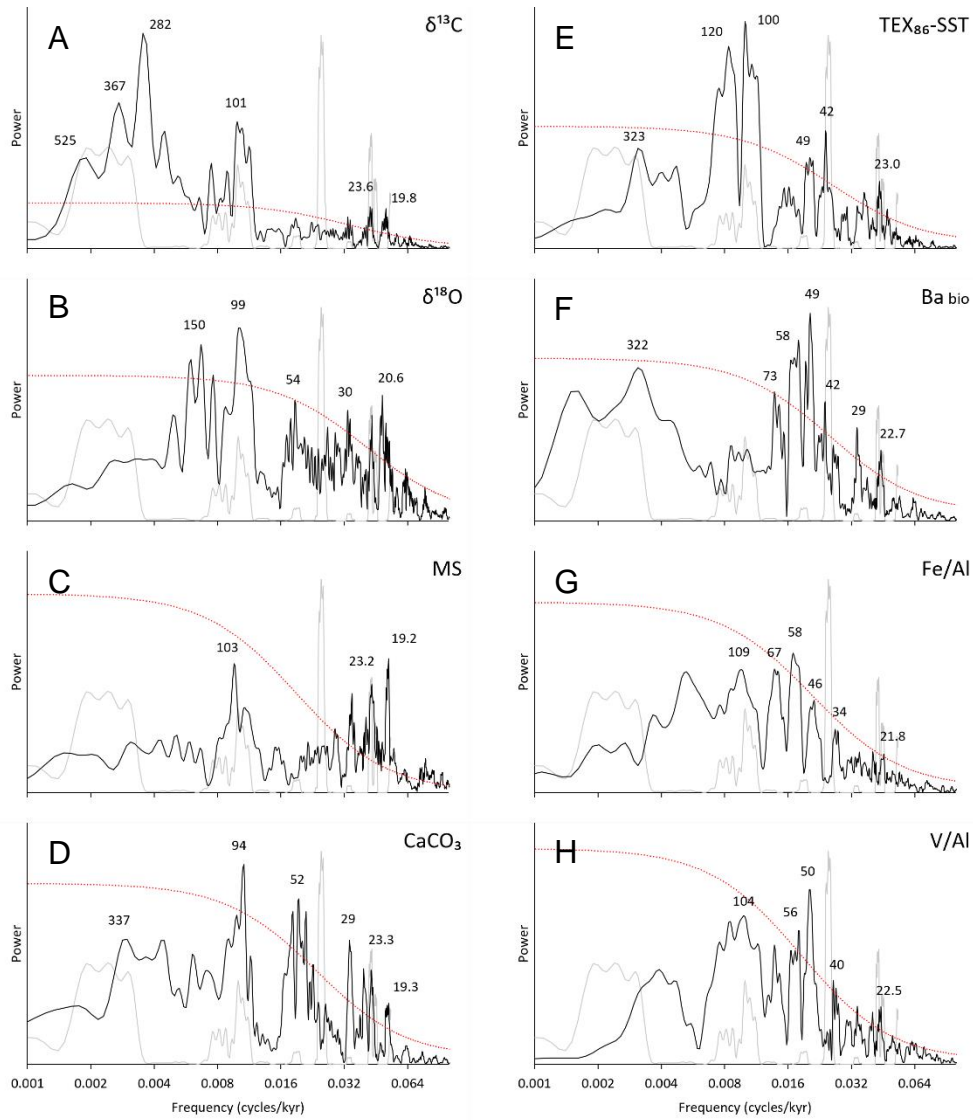 A
δ¹³C
282
367
525
101
23.6
19.8
Power
B
δ¹⁸O
150
99
54
30
20.6
Power
C
MS
103
23.2
19.2
Power
D
CaCO₃
94
337
52
29
23.3
19.3
Power
0.001 0.002 0.004 0.008 0.016 0.032 0.064
Frequency (cycles/kyr)
E
TEX₈₆-SST
120
100
323
49
42
23.0
Power
F
Ba bio
322
73
58
49
42
29
22.7
Power
G
Fe/Al
109
67
58
46
34
21.8
Power
H
V/Al
104
56
50
40
22.5
Power
0.001 0.002 0.004 0.008 0.016 0.032 0.064
Frequency (cycles/kyr)